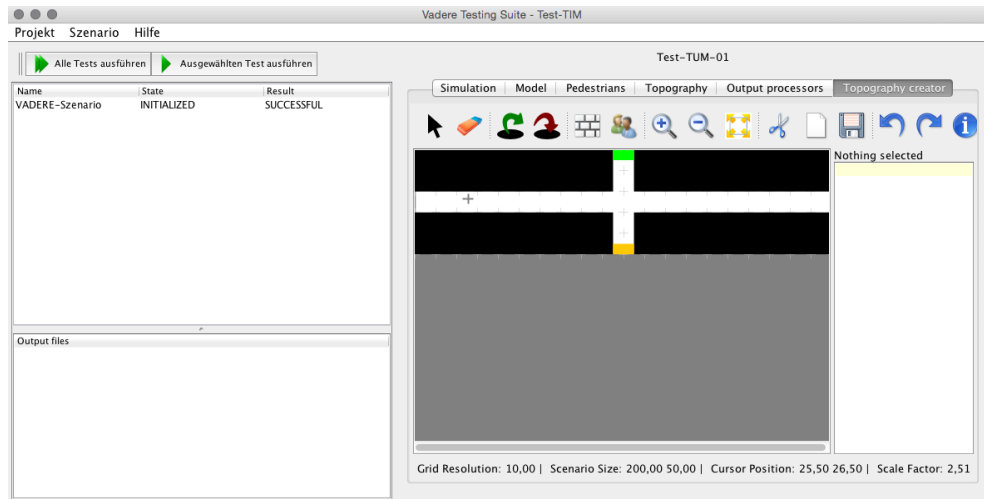 Vadere Testing Suite - Test-TIM
Projekt Szenario Hilfe
Alle Tests ausführen Ausgewählten Test ausführen
Test-TUM-01
Simulation Model Pedestrians Topography Output processors Topography creator
Name State Result
VADERE-Szenario INITIALIZED SUCCESSFUL
Nothing selected
Output files
Grid Resolution: 10,00 | Scenario Size: 200,00 50,00 | Cursor Position: 25,50 26,50 | Scale Factor: 2,51